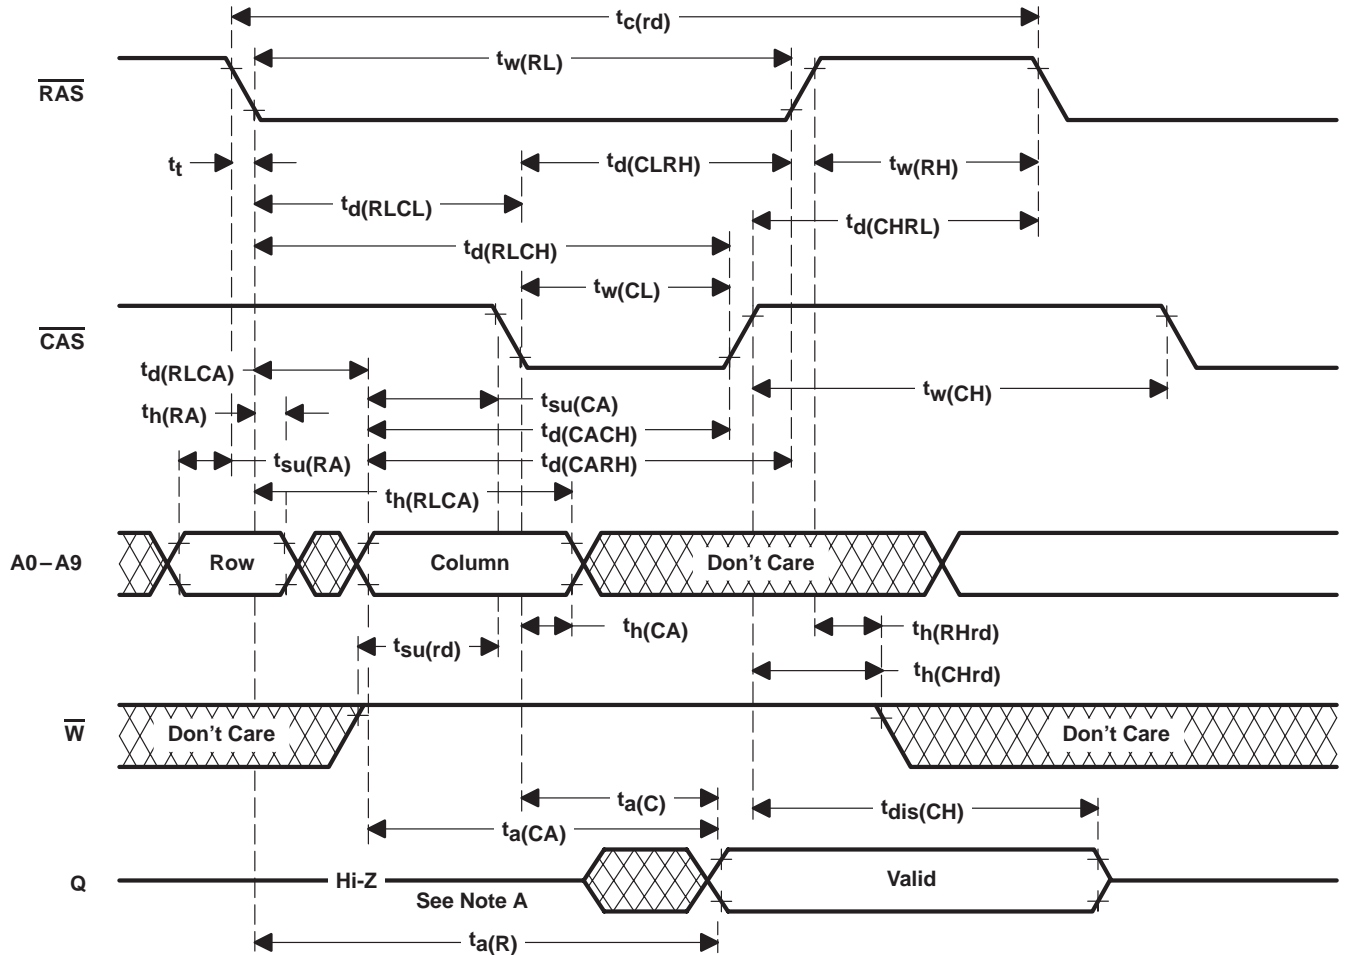 tc(rd)
tw(RL)
RAS
tt
td(CLRH)
tw(RH)
td(RLCL)
td(CHRL)
td(RLCH)
tw(CL)
CAS
td(RLCA)
tw(CH)
th(RA)
tsu(CA)
td(CACH)
tsu(RA)
td(CARH)
th(RLCA)
A0–A9
Row
Column
Don't Care
th(CA)
th(RHrd)
tsu(rd)
th(CHrd)
W
Don't Care
Don't Care
ta(C)
tdis(CH)
ta(CA)
Q
Hi-Z
Valid
See Note A
ta(R)